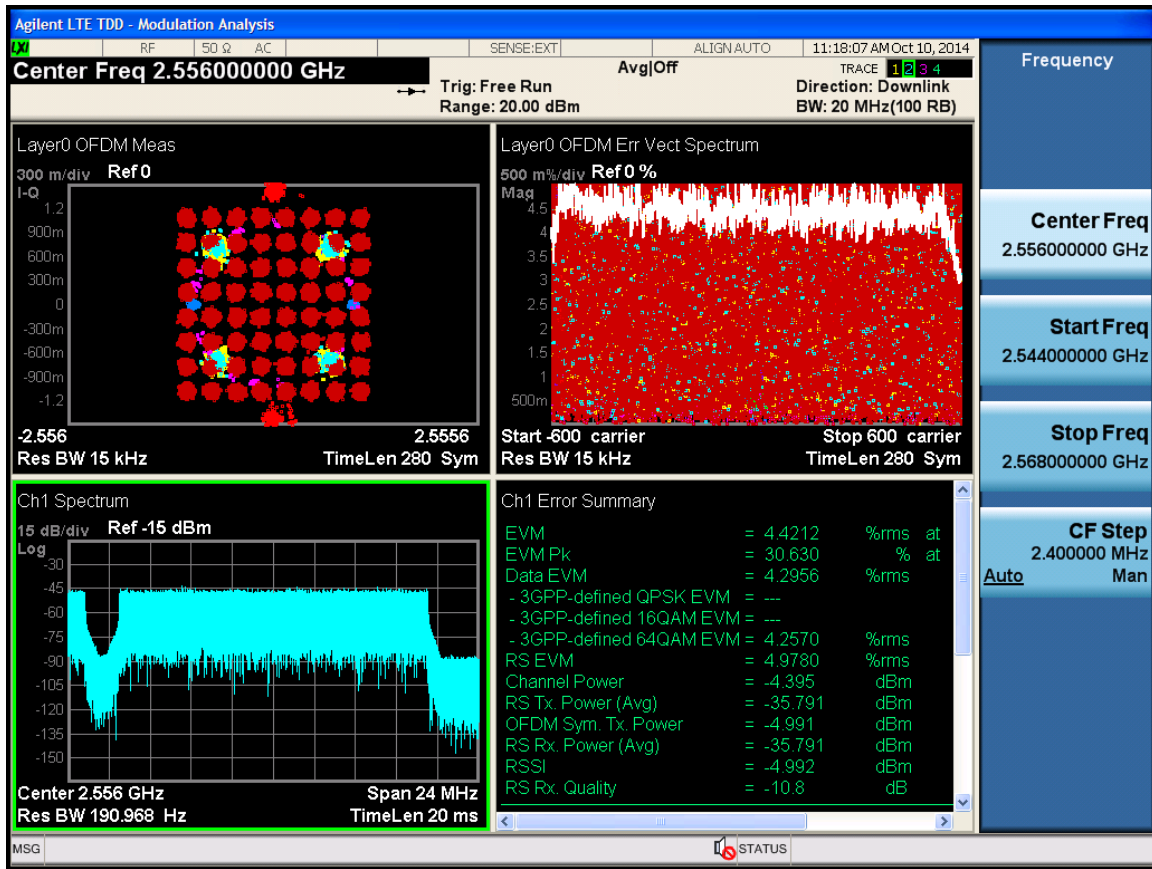 Agilent LTE TDD - Modulation Analysis
LXI RF 50 Ω AC SENSE:EXT ALIGN AUTO 11:18:07 AM Oct 10, 2014
Center Freq 2.556000000 GHz
Avg|Off
TRACE 1 2 3 4
Trig: Free Run
Direction: Downlink
Range: 20.00 dBm
BW: 20 MHz(100 RB)
Layer0 OFDM Meas
300 m/div Ref 0
I-Q
1.2
900m
600m
300m
0
-300m
-600m
-900m
-1.2
-2.556 2.5556
Res BW 15 kHz TimeLen 280 Sym
Layer0 OFDM Err Vect Spectrum
500 m%/div Ref 0 %
Mag
4.5
4
3.5
3
2.5
2
1.5
1
500m
Start -600 carrier Stop 600 carrier
Res BW 15 kHz TimeLen 280 Sym
Ch1 Spectrum
15 dB/div Ref -15 dBm
Log
-30
-45
-60
-75
-90
-105
-120
-135
-150
Center 2.556 GHz Span 24 MHz
Res BW 190.968 Hz TimeLen 20 ms
Ch1 Error Summary
EVM = 4.4212 %rms at
EVM Pk = 30.630 % at
Data EVM = 4.2956 %rms
- 3GPP-defined QPSK EVM = ---
- 3GPP-defined 16QAM EVM = ---
- 3GPP-defined 64QAM EVM = 4.2570 %rms
RS EVM = 4.9780 %rms
Channel Power = -4.395 dBm
RS Tx. Power (Avg) = -35.791 dBm
OFDM Sym. Tx. Power = -4.991 dBm
RS Rx. Power (Avg) = -35.791 dBm
RSSI = -4.992 dBm
RS Rx. Quality = -10.8 dB
Frequency
Center Freq
2.556000000 GHz
Start Freq
2.544000000 GHz
Stop Freq
2.568000000 GHz
CF Step
2.400000 MHz
Auto Man
MSG STATUS